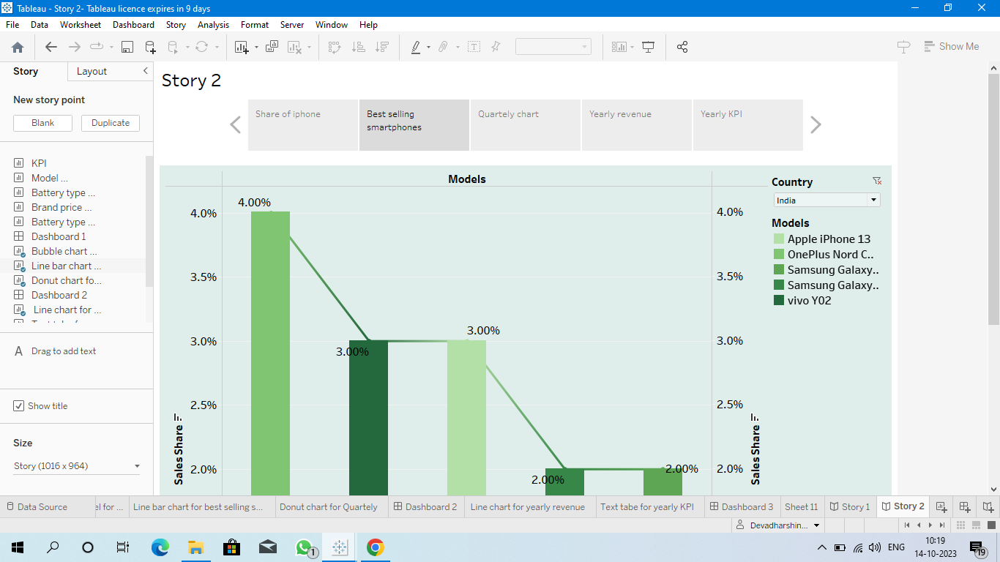 Tableau - Story 2- Tableau licence expires in 9 days
File Data Worksheet Dashboard Story Analysis Format Server Window Help
Show Me
Story Layout
New story point
Blank Duplicate
KPI
Model ...
Battery type ...
Brand price ...
Battery type ...
Dashboard 1
Bubble chart ...
Line bar chart ...
Donut chart fo...
Dashboard 2
Line chart for ...
A Drag to add text
Show title
Size
Story (1016 x 964)
Story 2
Share of iphone
Best selling
smartphones
Quartely chart
Yearly revenue
Yearly KPI
Models
4.0%
3.5%
3.0%
2.5%
2.0%
Sales Share
4.00%
3.00%
3.00%
2.00%
2.00%
4.0%
3.5%
3.0%
2.5%
2.0%
Sales Share
Country
India
Models
Apple iPhone 13
OnePlus Nord C..
Samsung Galaxy..
Samsung Galaxy..
vivo Y02
Data Source el for ... Line bar chart for best selling s... Donut chart for Quartely Dashboard 2 Line chart for yearly revenue Text tabe for yearly KPI Dashboard 3 Sheet 11 Story 1 Story 2
Devadharshin...
1
ENG
10:19
14-10-2023
19